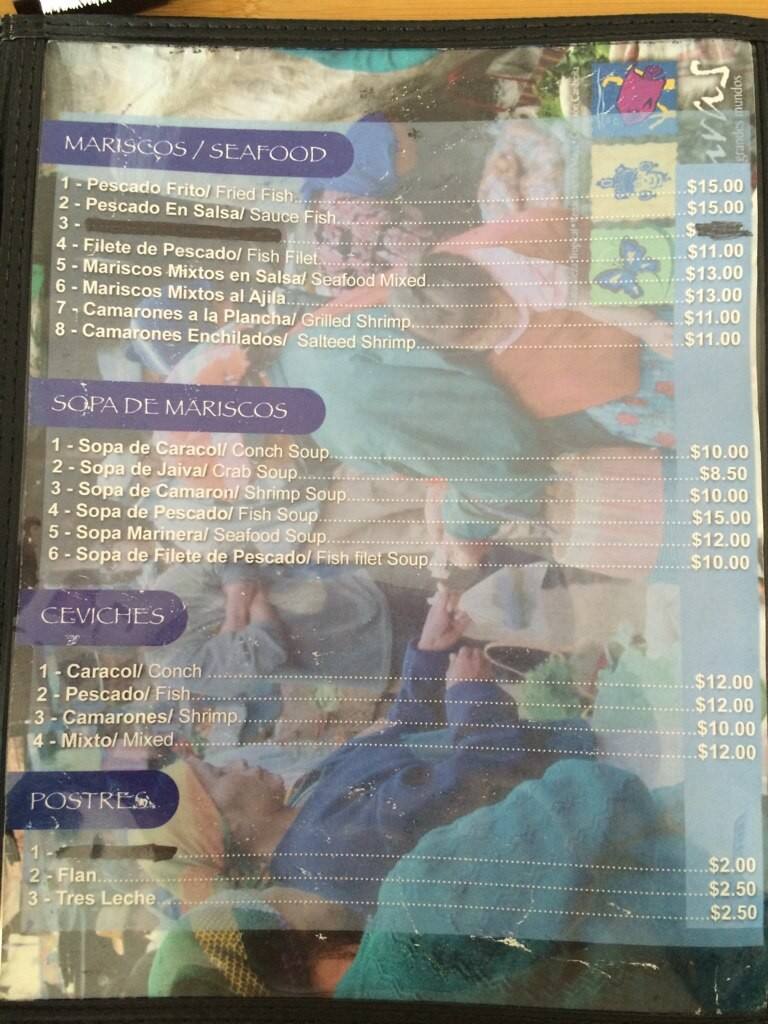 uras
grandes mundos
MARISCOS / SEAFOOD
1 - Pescado Frito/ Fried Fish $15.00
2 - Pescado En Salsa/ Sauce Fish $15.00
3 - $
4 - Filete de Pescado/ Fish Filet $11.00
5 - Mariscos Mixtos en Salsa/ Seafood Mixed $13.00
6 - Mariscos Mixtos al Ajila $13.00
7 - Camarones a la Plancha/ Grilled Shrimp $11.00
8 - Camarones Enchilados/ Salteed Shrimp $11.00
SOPA DE MARISCOS
1 - Sopa de Caracol/ Conch Soup $10.00
2 - Sopa de Jaiva/ Crab Soup $8.50
3 - Sopa de Camaron/ Shrimp Soup $10.00
4 - Sopa de Pescado/ Fish Soup $15.00
5 - Sopa Marinera/ Seafood Soup $12.00
6 - Sopa de Filete de Pescado/ Fish filet Soup $10.00
CEVICHES
1 - Caracol/ Conch $12.00
2 - Pescado/ Fish $12.00
3 - Camarones/ Shrimp $10.00
4 - Mixto/ Mixed $12.00
POSTRES
1 - $2.00
2 - Flan $2.50
3 - Tres Leche $2.50